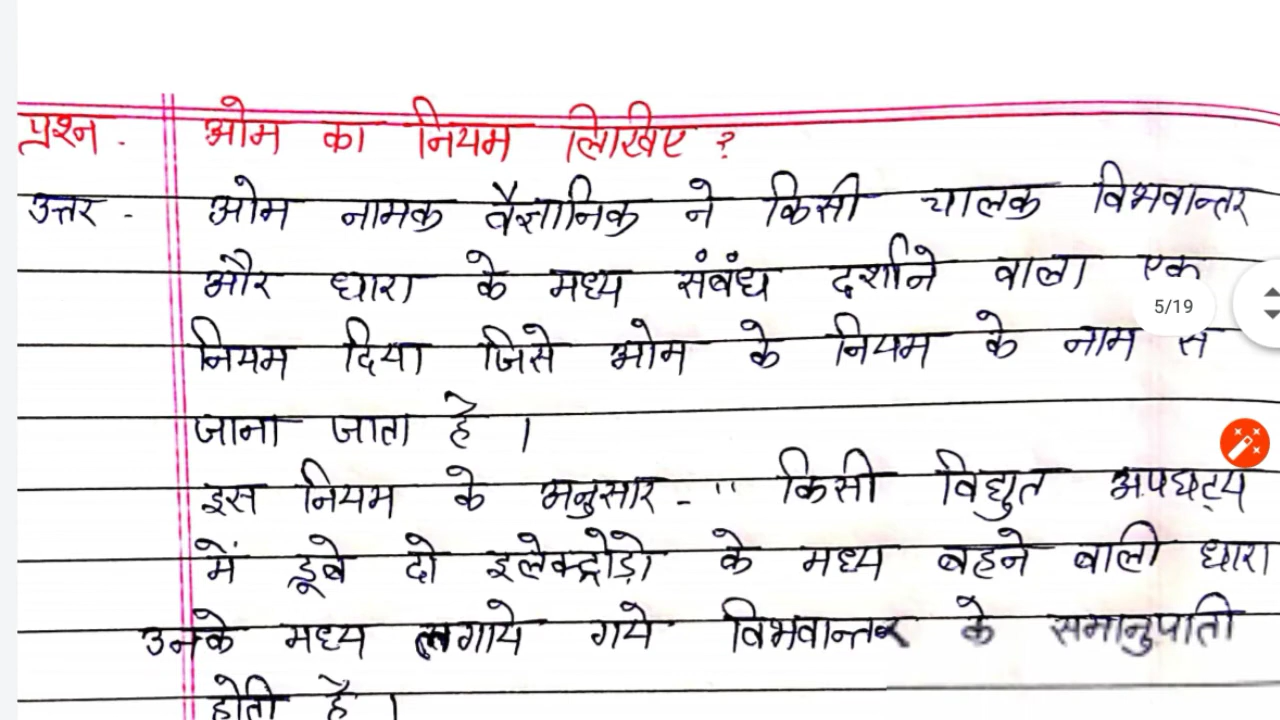 प्रश्न - ओम का नियम लिखिए ?
उत्तर - ओम नामक वैज्ञानिक ने किसी चालक विभवान्तर
और धारा के मध्य संबंध दर्शाने वाला एक
5/19
नियम दिया जिसे ओम के नियम के नाम से
जाना जाता है ।
इस नियम के अनुसार - " किसी विद्युत अपघट्य
में डूबे दो इलेक्ट्रोड़ो के मध्य बहने वाली धारा
उनके मध्य लगाये गये विभवान्तर के समानुपाती
होती है ।